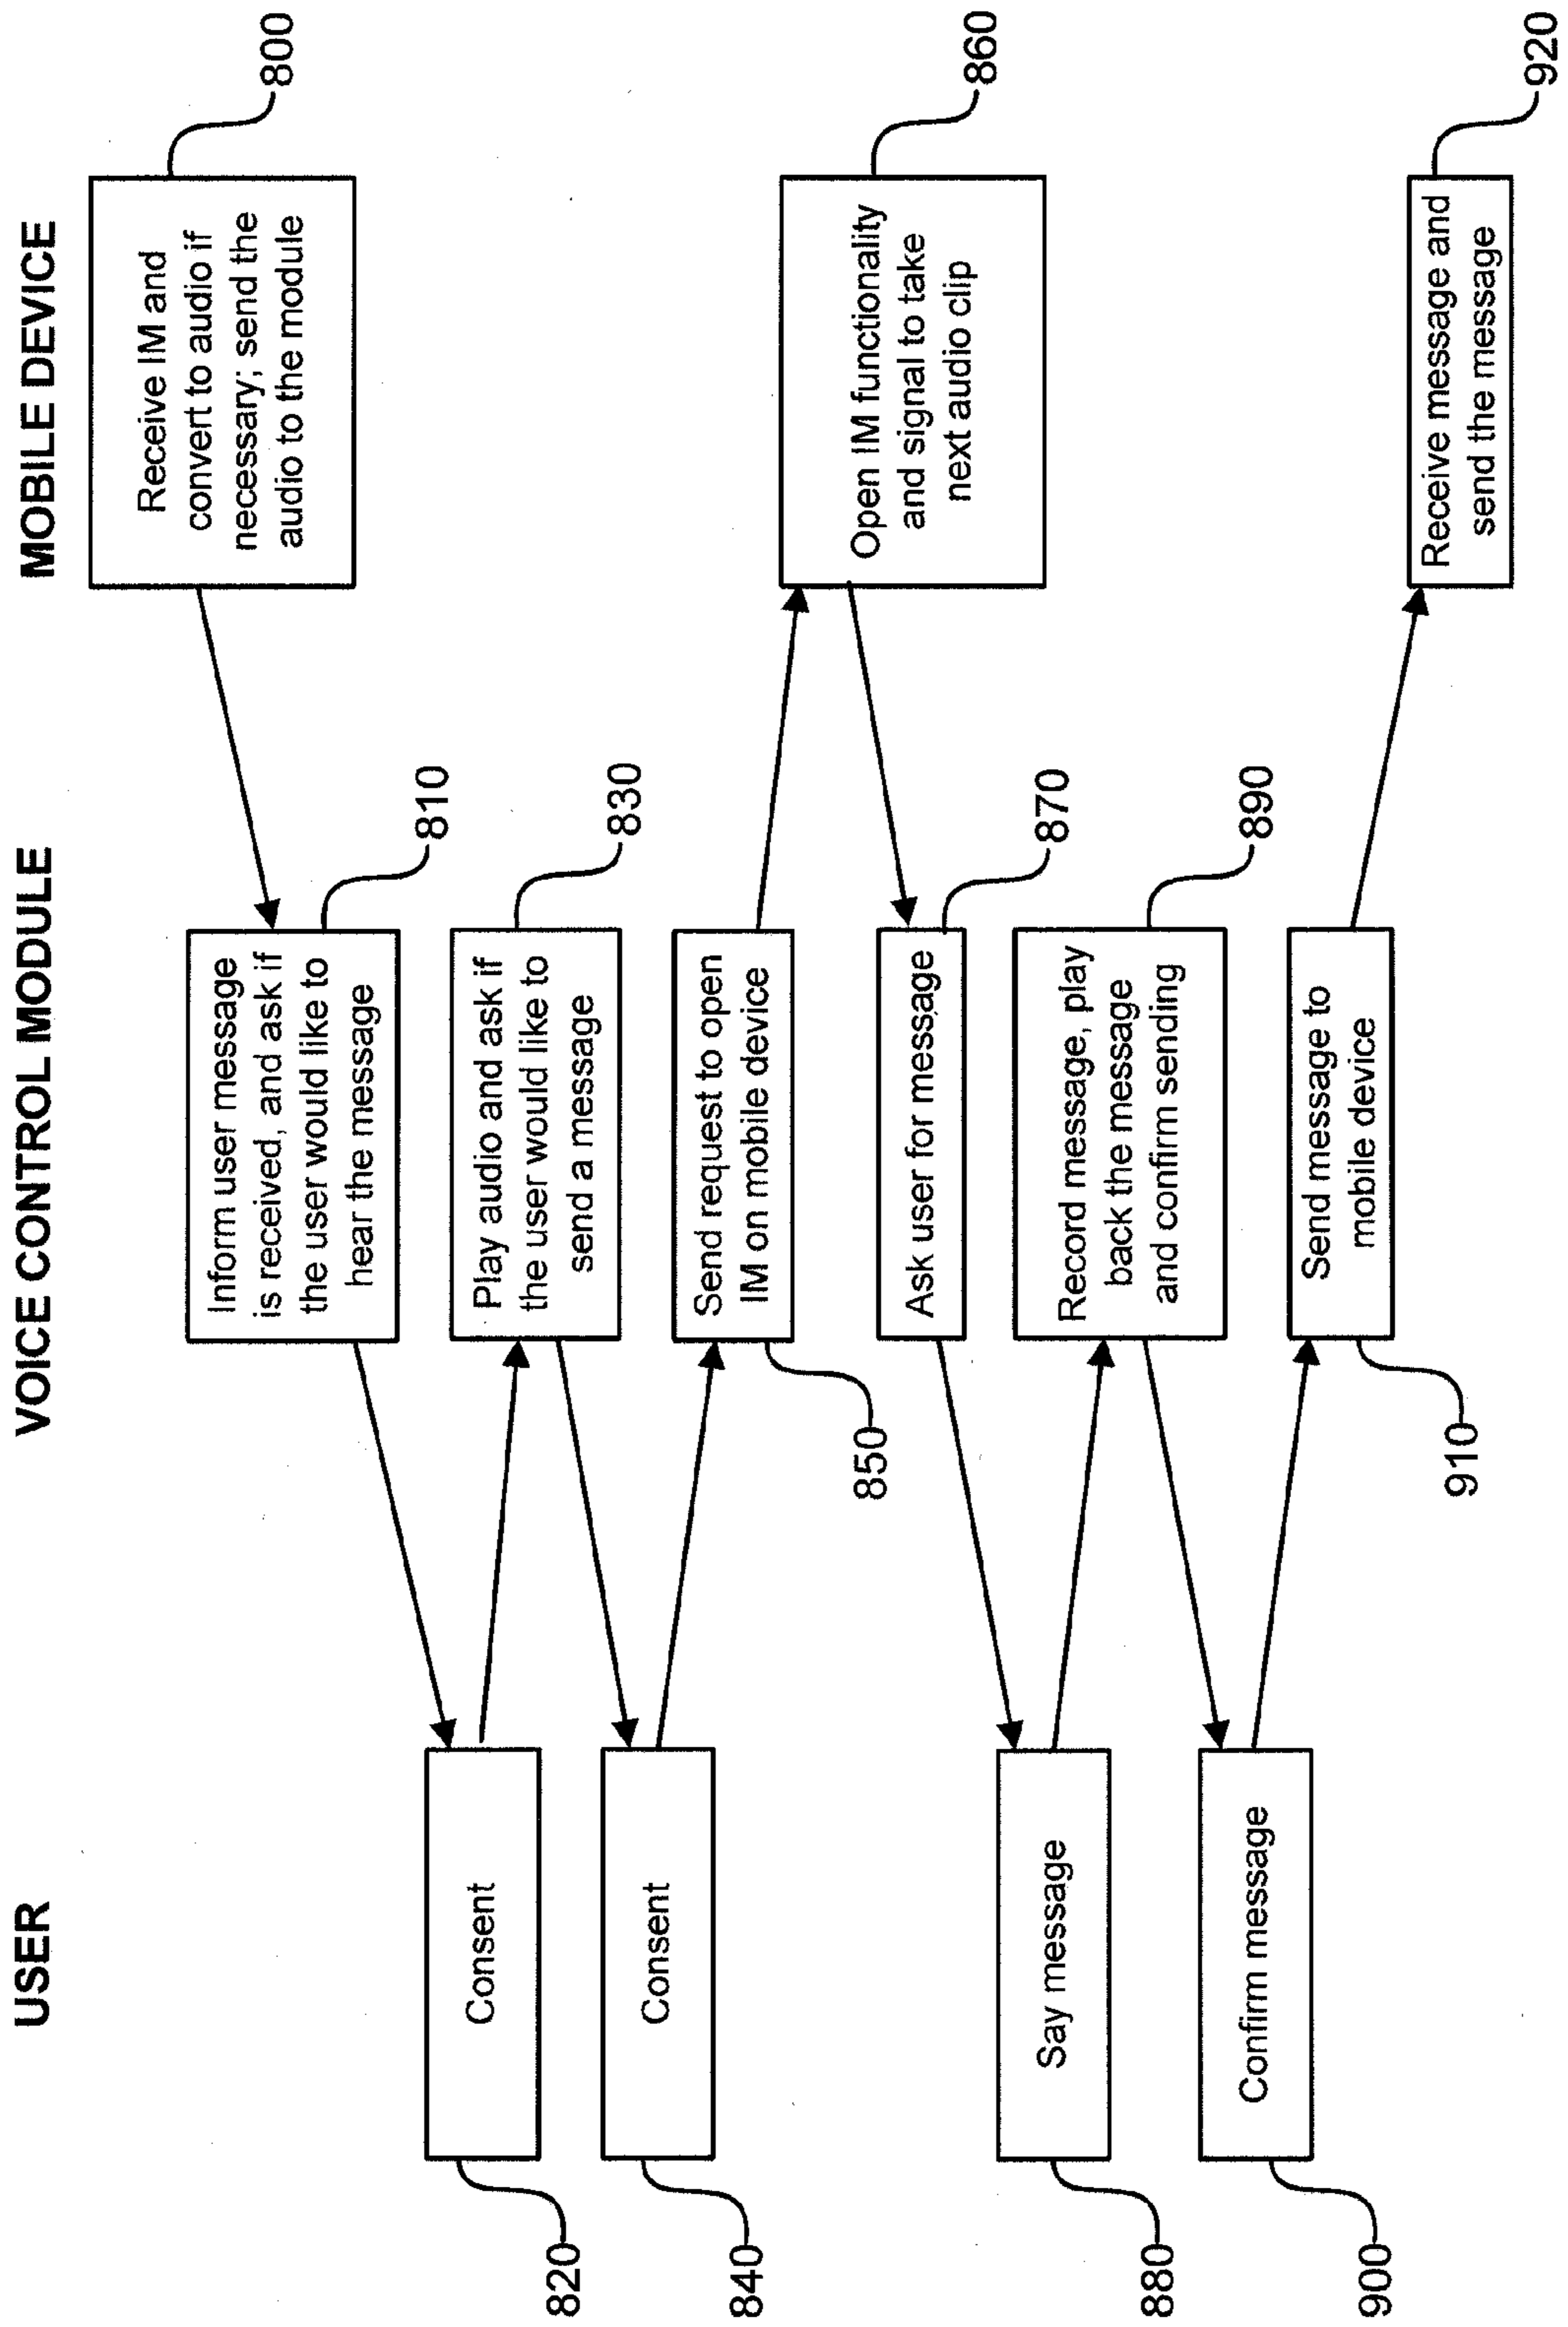 USER
VOICE CONTROL MODULE
MOBILE DEVICE
Receive IM and
convert to audio if
necessary; send the
audio to the module
800
Inform user message
is received, and ask if
the user would like to
hear the message
810
Consent
820
Play audio and ask if
the user would like to
send a message
830
Consent
840
Send request to open
IM on mobile device
850
Open IM functionality
and signal to take
next audio clip
860
Ask user for message
870
Say message
880
Record message, play
back the message
and confirm sending
890
Confirm message
900
Send message to
mobile device
910
Receive message and
send the message
920